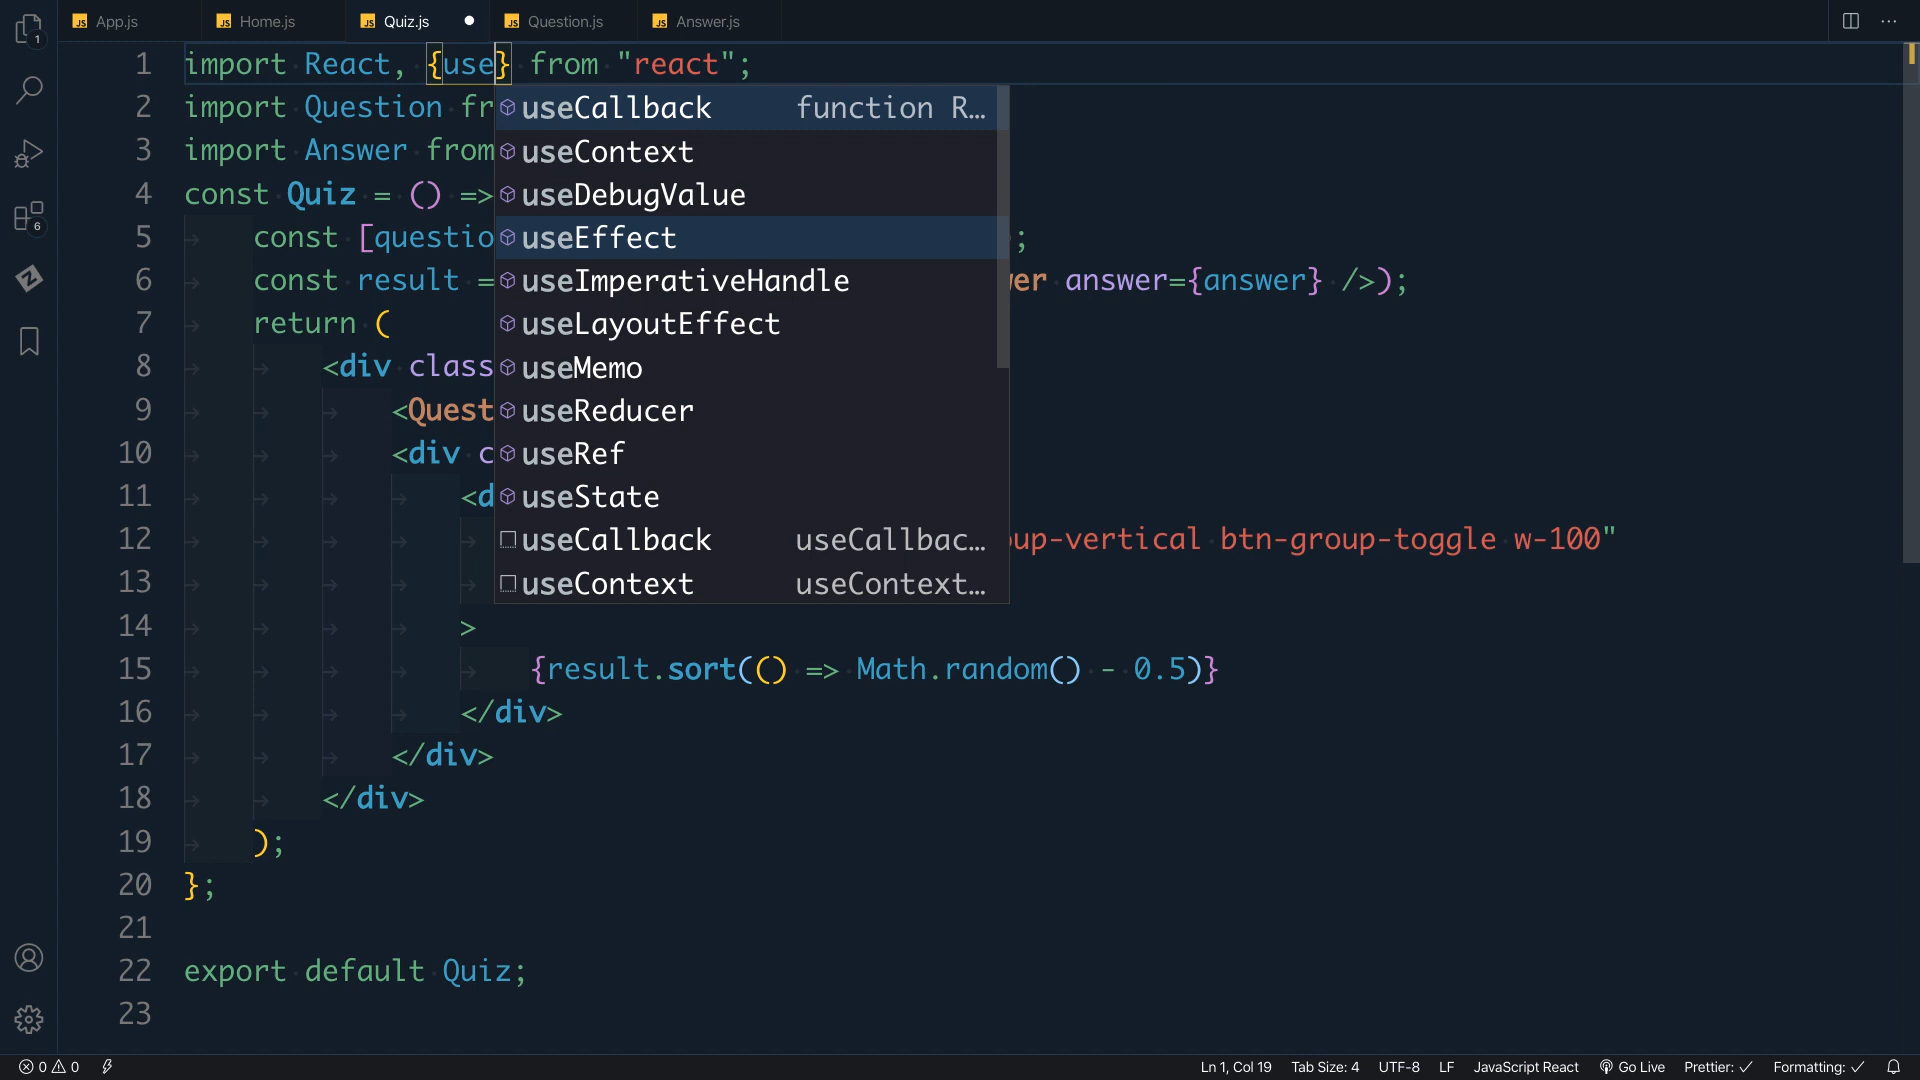 1
App.js
Home.js
Quiz.js
Question.js
Answer.js
6
1 import React, {use} from "react";
2 import Question fr
3 import Answer from
4 const Quiz = () =>
5 const [questio ;
6 const result = er answer={answer} />);
7 return (
8 <div class
9 <Quest
10 <div c
11 <d
12 up-vertical btn-group-toggle w-100"
13
14 >
15 {result.sort(() => Math.random() - 0.5)}
16 </div>
17 </div>
18 </div>
19 );
20 };
21
22 export default Quiz;
23
useCallback function R…
useContext
useDebugValue
useEffect
useImperativeHandle
useLayoutEffect
useMemo
useReducer
useRef
useState
useCallback useCallbac…
useContext useContext…
0 0
Ln 1, Col 19 Tab Size: 4 UTF-8 LF JavaScript React Go Live Prettier: ✓ Formatting: ✓